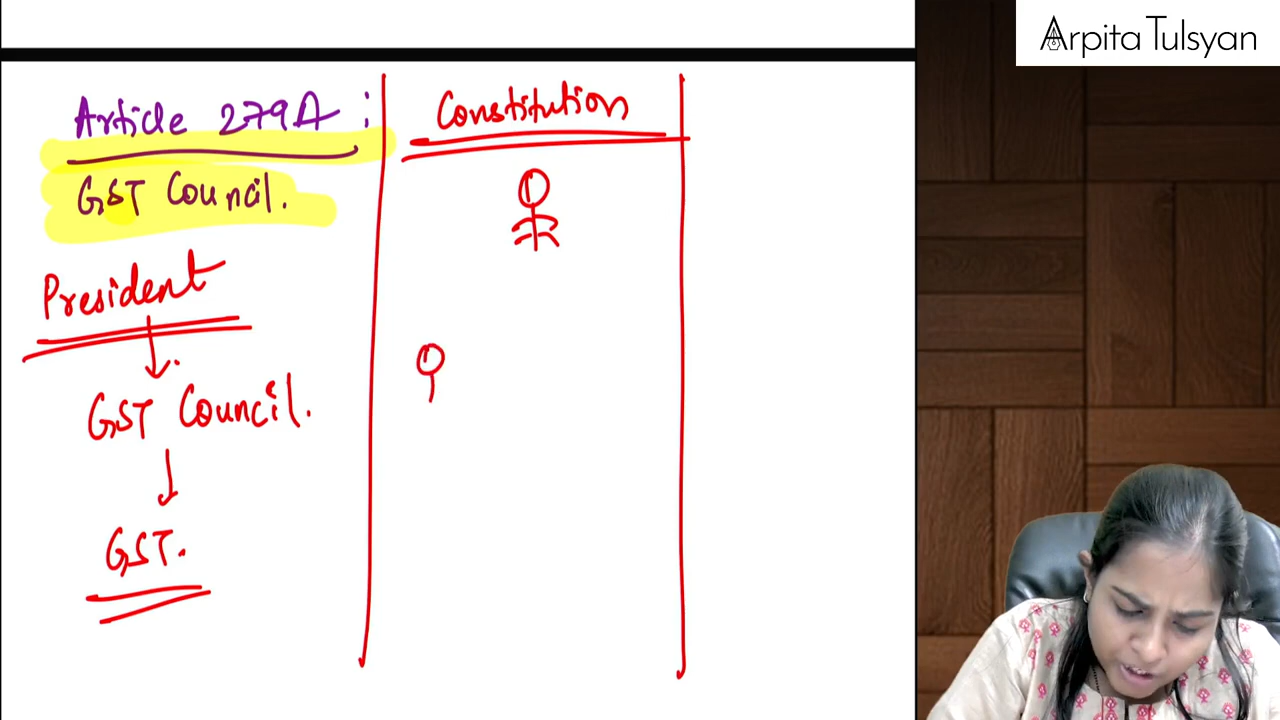 Arpita Tulsyan
Article 279A :
GST Council.
President
GST Council.
GST.
Constitution